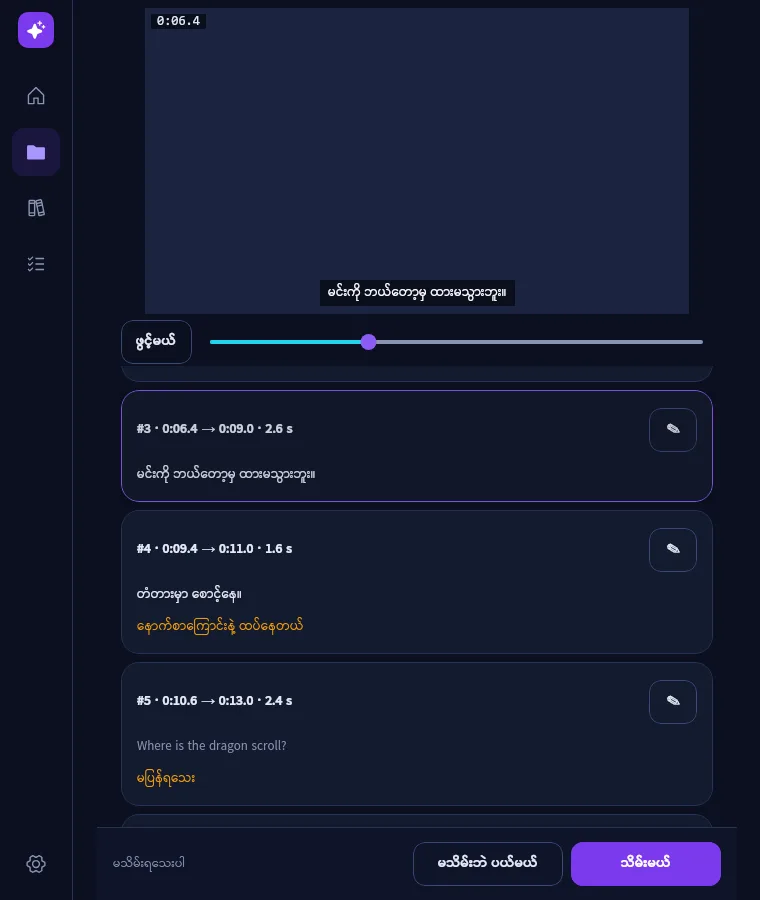 0:06.4
မင်းကို ဘယ်တော့မှ ထားမသွားဘူး။
ဖွင့်မယ်
#3 · 0:06.4 → 0:09.0 · 2.6 s
မင်းကို ဘယ်တော့မှ ထားမသွားဘူး။
#4 · 0:09.4 → 0:11.0 · 1.6 s
တံတားမှာ စောင့်နေ။
နောက်စာကြောင်းနဲ့ ထပ်နေတယ်
#5 · 0:10.6 → 0:13.0 · 2.4 s
Where is the dragon scroll?
မပြန်ရသေး
မသိမ်းရသေးပါ
မသိမ်းဘဲ ပယ်မယ်
သိမ်းမယ်